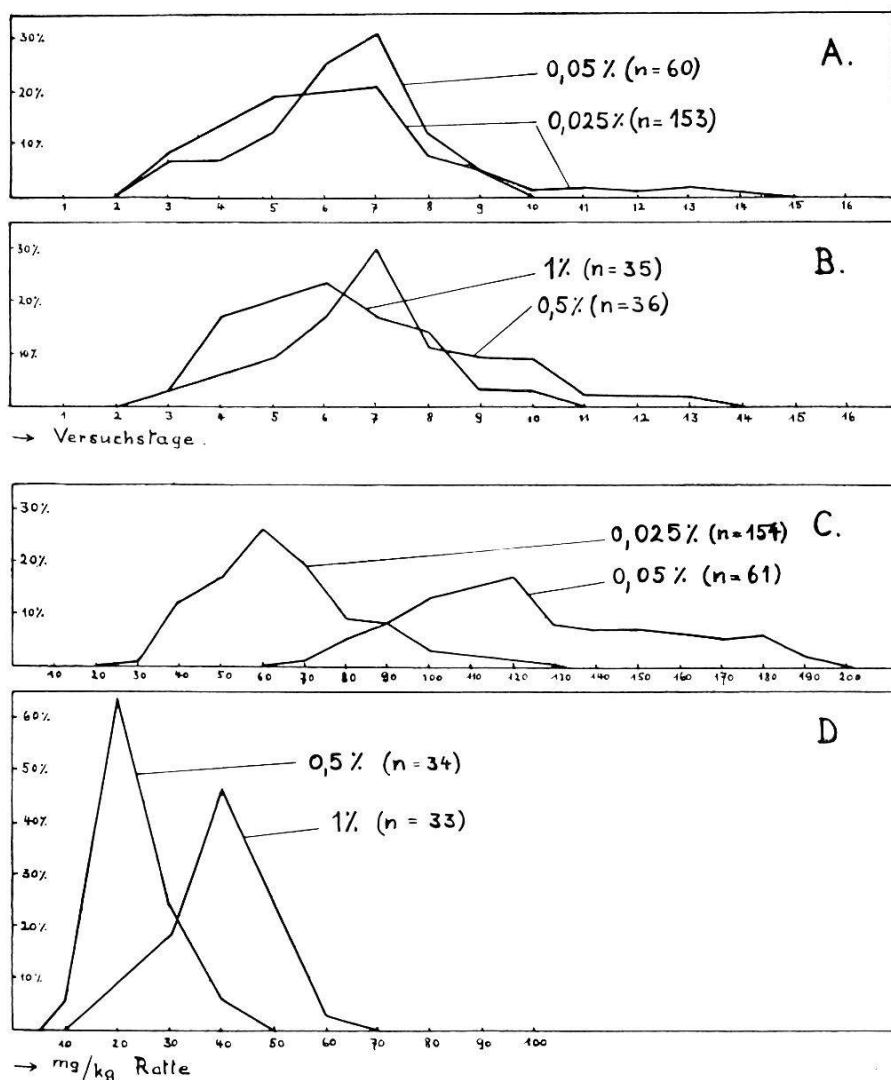 A.
30%
20%
10%
0,05% (n=60)
0,025% (n=153)
1 2 3 4 5 6 7 8 9 10 11 12 13 14 15 16
B.
30%
20%
10%
1% (n=35)
0,5% (n=36)
1 2 3 4 5 6 7 8 9 10 11 12 13 14 15 16
→ Versuchstage.
C.
30%
20%
10%
0,025% (n=154)
0,05% (n=61)
10 20 30 40 50 60 70 80 90 100 110 120 130 140 150 160 170 180 190 200
D
60%
50%
40%
30%
20%
10%
0,5% (n=34)
1% (n = 33)
10 20 30 40 50 60 70 80 90 100
→ mg/kg Ratte